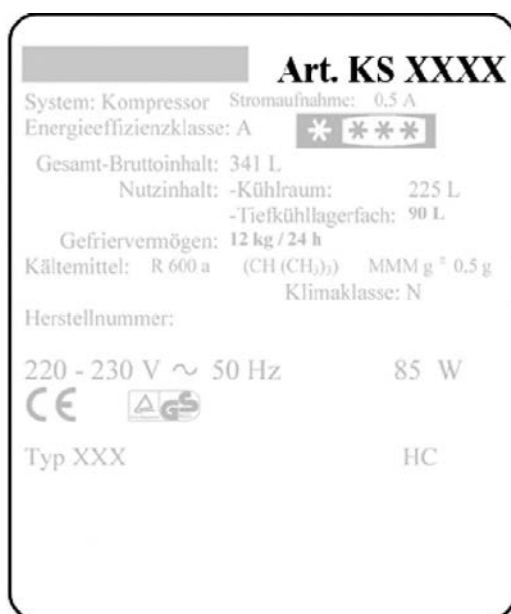 Art. KS XXXX
System: Kompressor Stromaufnahme: 0.5 A
Energieeffizienzklasse: A
Gesamt-Bruttoinhalt: 341 L
Nutzinhalt: -Kühlraum: 225 L
-Tiefkühllagerfach: 90 L
Gefriervermögen: 12 kg / 24 h
Kältemittel: R 600 a (CH (CH₃)₃) MMM g ± 0.5 g
Klimaklasse: N
Herstellnummer:
220 - 230 V ~ 50 Hz 85 W
CE GS
Typ XXX HC